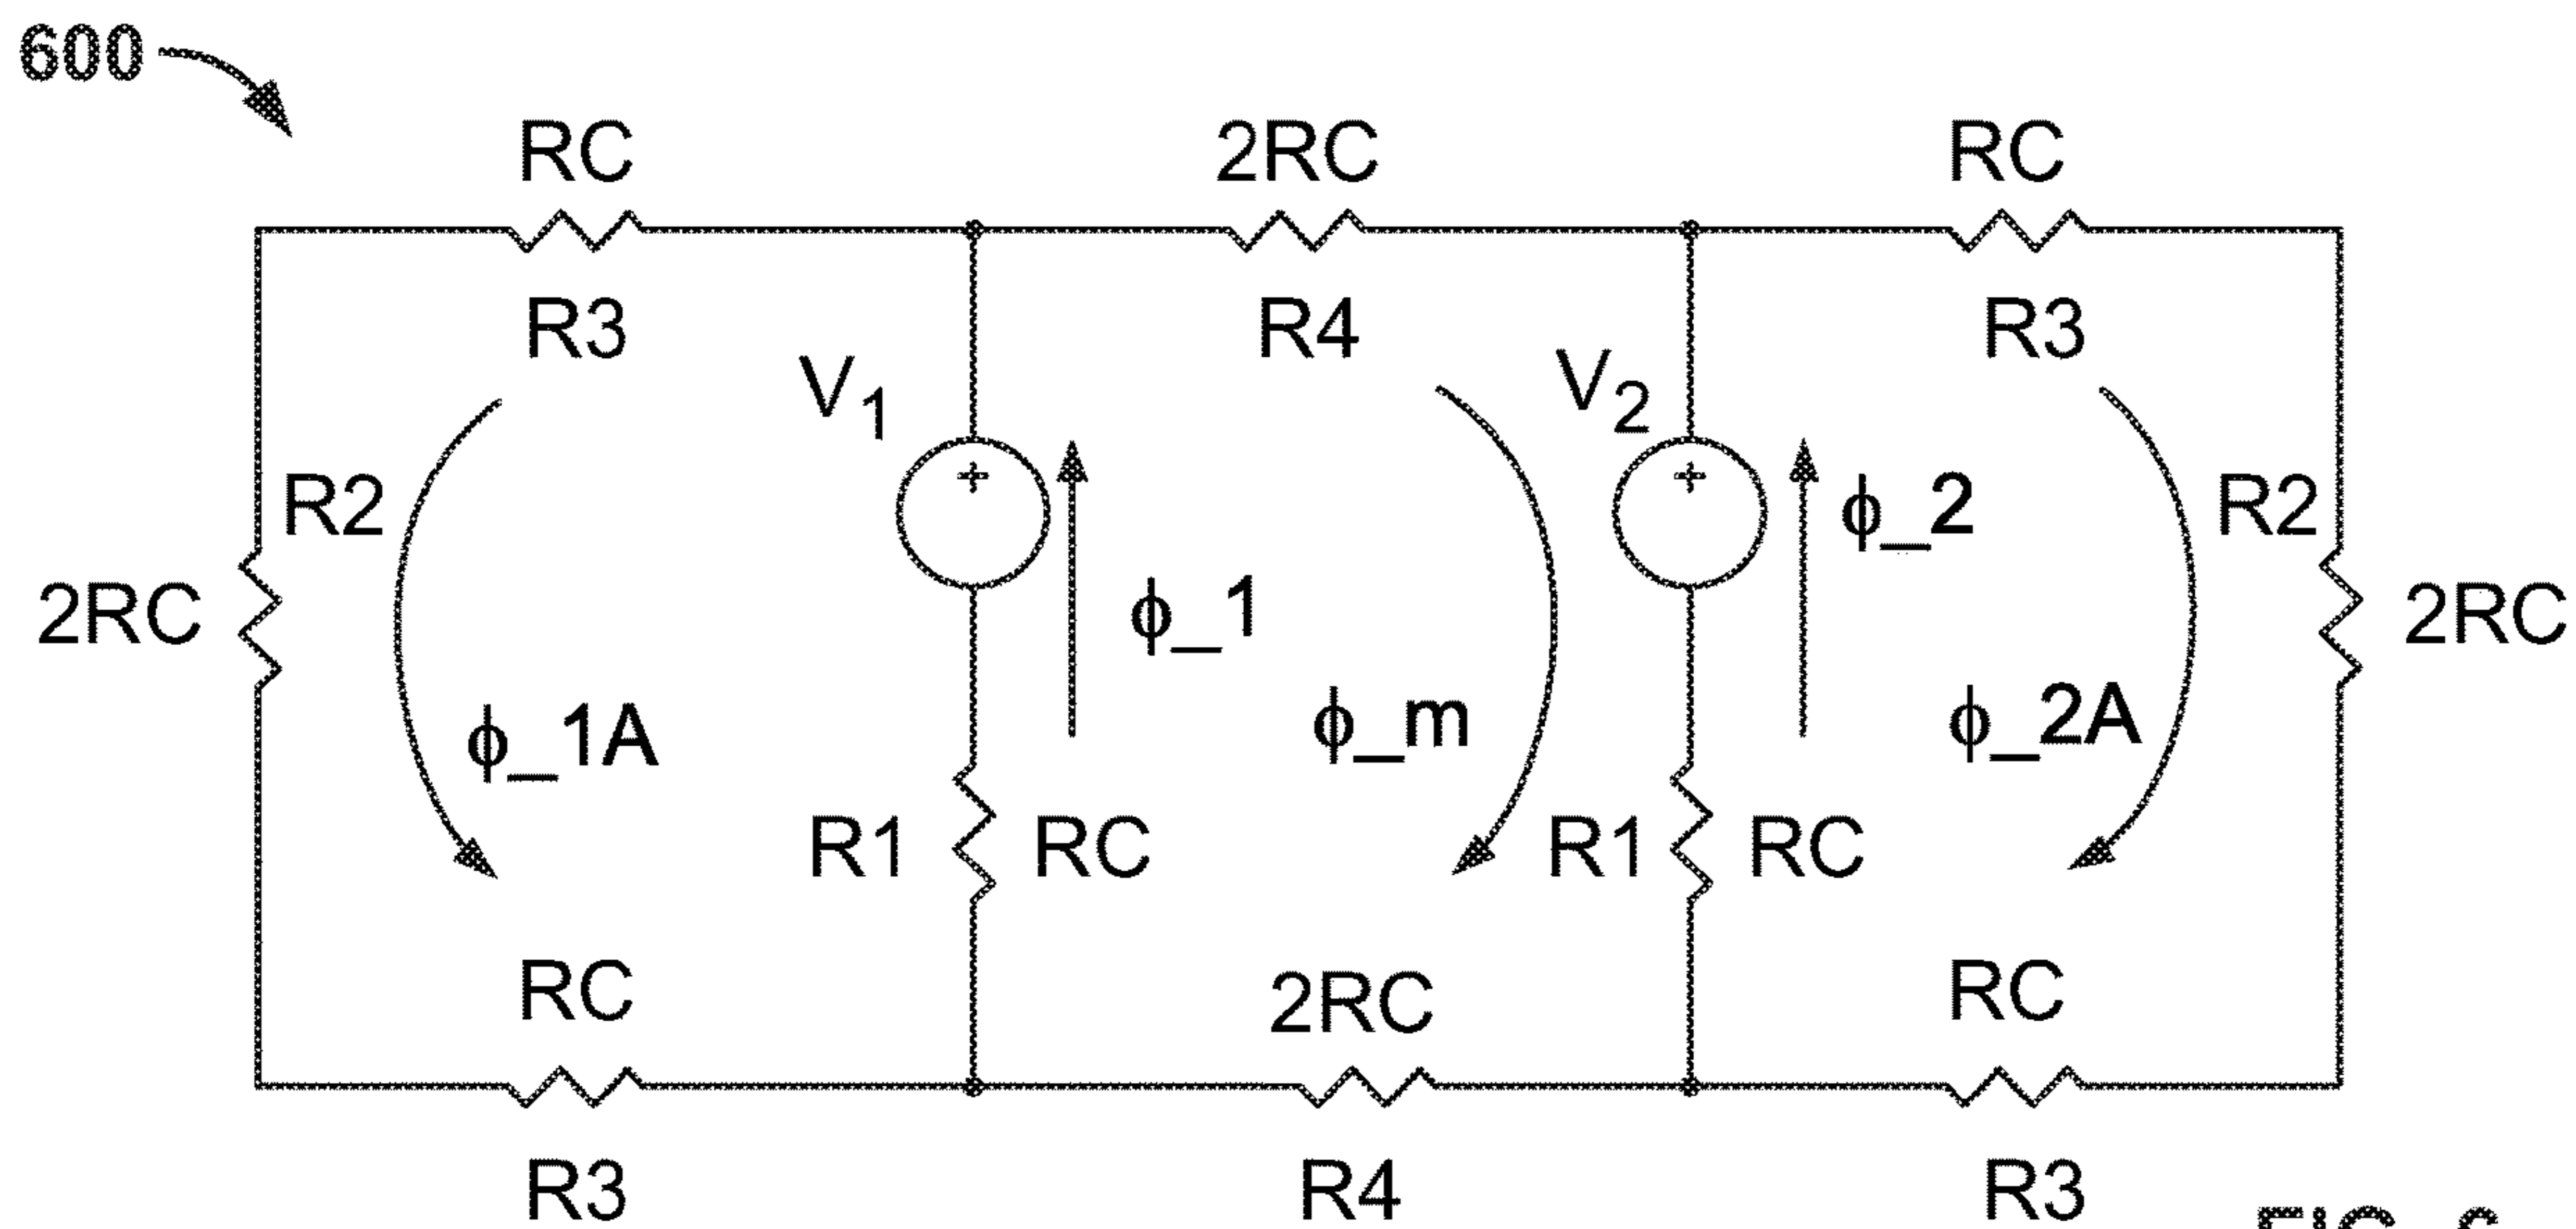 600
RC 2RC RC
R3 R4 R3
V1 V2
R2 ϕ_2 R2
2RC ϕ_1 2RC
ϕ_1A ϕ_m ϕ_2A
R1 RC R1 RC
RC 2RC RC
R3 R4 R3